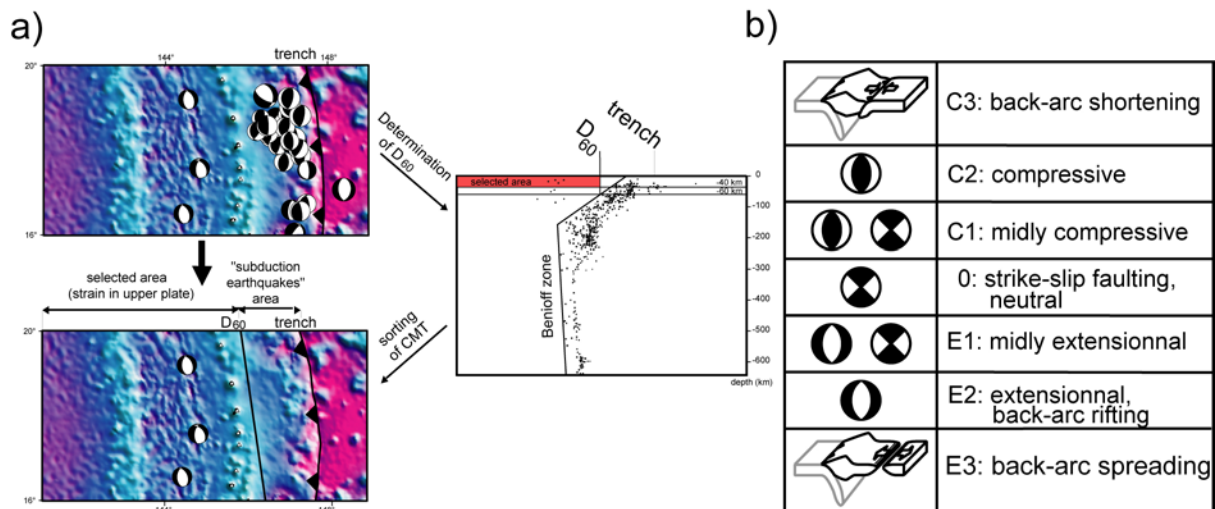 a)
trench
144°
148°
20°
16°
Determination
of D60
selected area
(strain in upper plate)
"subduction
earthquakes"
area
D60
trench
20°
16°
144°
sorting
of CMT
D60
trench
selected area
0
-40 km
-60 km
-100
-200
-300
-400
-500
-600
depth (km)
Benioff zone
b)
C3: back-arc shortening
C2: compressive
C1: midly compressive
0: strike-slip faulting,
neutral
E1: midly extensionnal
E2: extensionnal,
back-arc rifting
E3: back-arc spreading